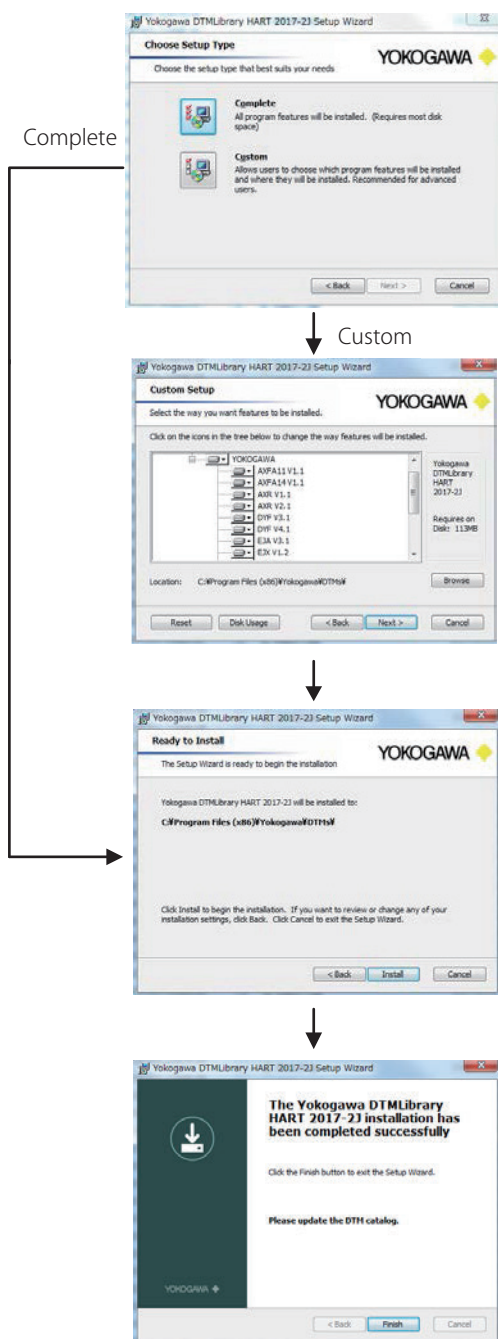 Yokogawa DTMLibrary HART 2017-2J Setup Wizard
Choose Setup Type
Choose the setup type that best suits your needs
YOKOGAWA
Complete
All program features will be installed. (Requires most disk
space)
Custom
Allows users to choose which program features will be installed
and where they will be installed. Recommended for advanced
users.
< Back Next > Cancel
Complete
Custom
Yokogawa DTMLibrary HART 2017-2J Setup Wizard
Custom Setup
Select the way you want features to be installed.
YOKOGAWA
Click on the icons in the tree below to change the way features will be installed.
YOKOGAWA
AXFA11 V1.1
AXFA14 V1.1
AXR V1.1
AXR V2.1
DYF V3.1
DYF V4.1
EJA V3.1
EJX V1.2
Yokogawa
DTMLibrary
HART
2017-2J
Requires on
Disk: 113MB
Location: C:¥Program Files (x86)¥Yokogawa¥DTMs¥
Browse
Reset Disk Usage < Back Next > Cancel
Yokogawa DTMLibrary HART 2017-2J Setup Wizard
Ready to Install
The Setup Wizard is ready to begin the installation
YOKOGAWA
Yokogawa DTMLibrary HART 2017-2J will be installed to:
C:¥Program Files (x86)¥Yokogawa¥DTMs¥
Click Install to begin the installation. If you want to review or change any of your
installation settings, click Back. Click Cancel to exit the Setup Wizard.
< Back Install Cancel
Yokogawa DTMLibrary HART 2017-2J Setup Wizard
The Yokogawa DTMLibrary
HART 2017-2J installation has
been completed successfully
Click the Finish button to exit the Setup Wizard.
Please update the DTM catalog.
YOKOGAWA
< Back Finish Cancel